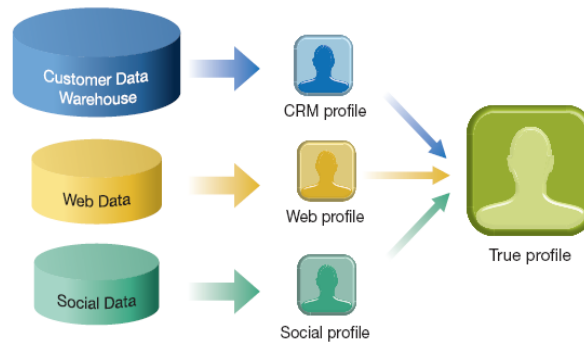 Customer Data
Warehouse
CRM profile
Web Data
Web profile
True profile
Social Data
Social profile